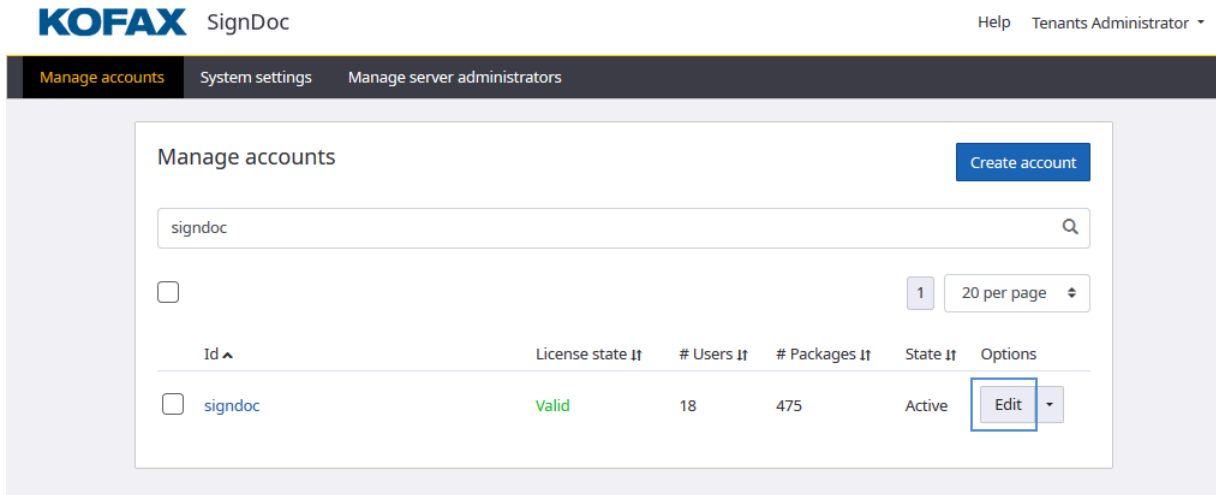 KOFAX SignDoc Help Tenants Administrator
Manage accounts System settings Manage server administrators
Manage accounts Create account
signdoc
1 20 per page
Id License state # Users # Packages State Options
signdoc Valid 18 475 Active Edit